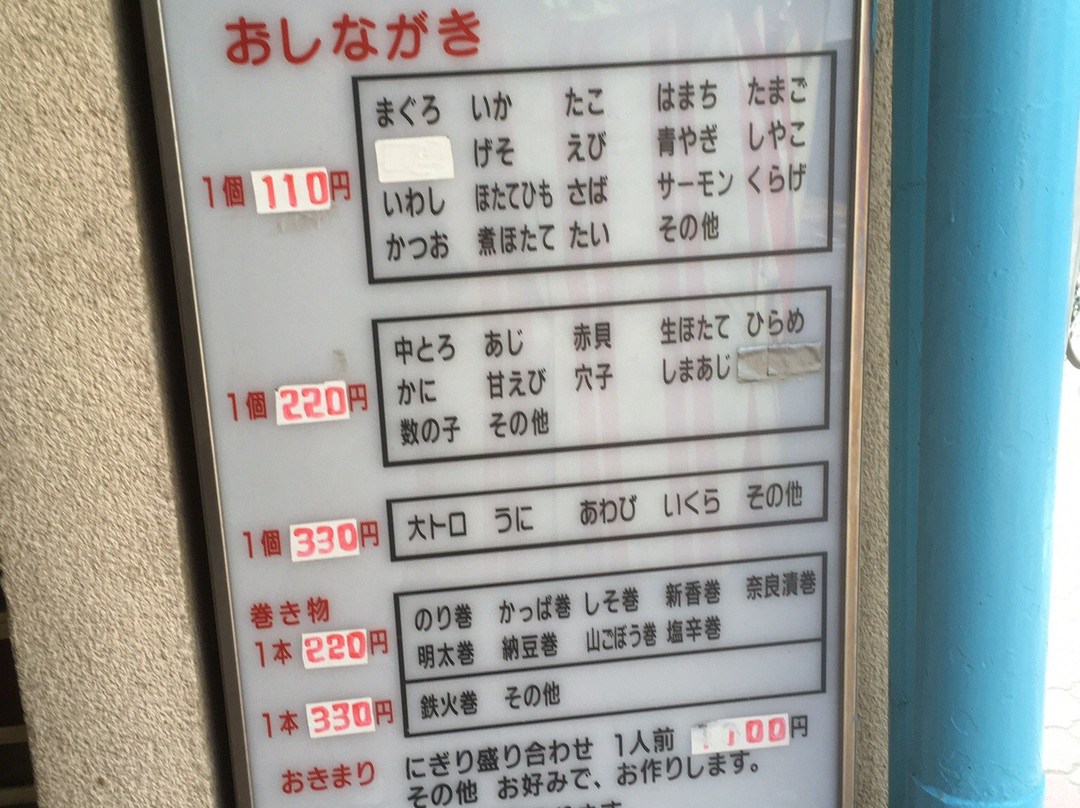 おしながき
まぐろ いか たこ はまち たまご
げそ えび 青やぎ しやこ
1個 110円
いわし ほたてひも さば サーモン くらげ
かつお 煮ほたて たい その他
中とろ あじ 赤貝 生ほたて ひらめ
1個 220円
かに 甘えび 穴子 しまあじ
数の子 その他
1個 330円
大トロ うに あわび いくら その他
巻き物
1本 220円
のり巻 かっぱ巻 しそ巻 新香巻 奈良漬巻
明太巻 納豆巻 山ごぼう巻 塩辛巻
1本 330円
鉄火巻 その他
おきまり
にぎり盛り合わせ 1人前 00円
その他 お好みで、お作りします。